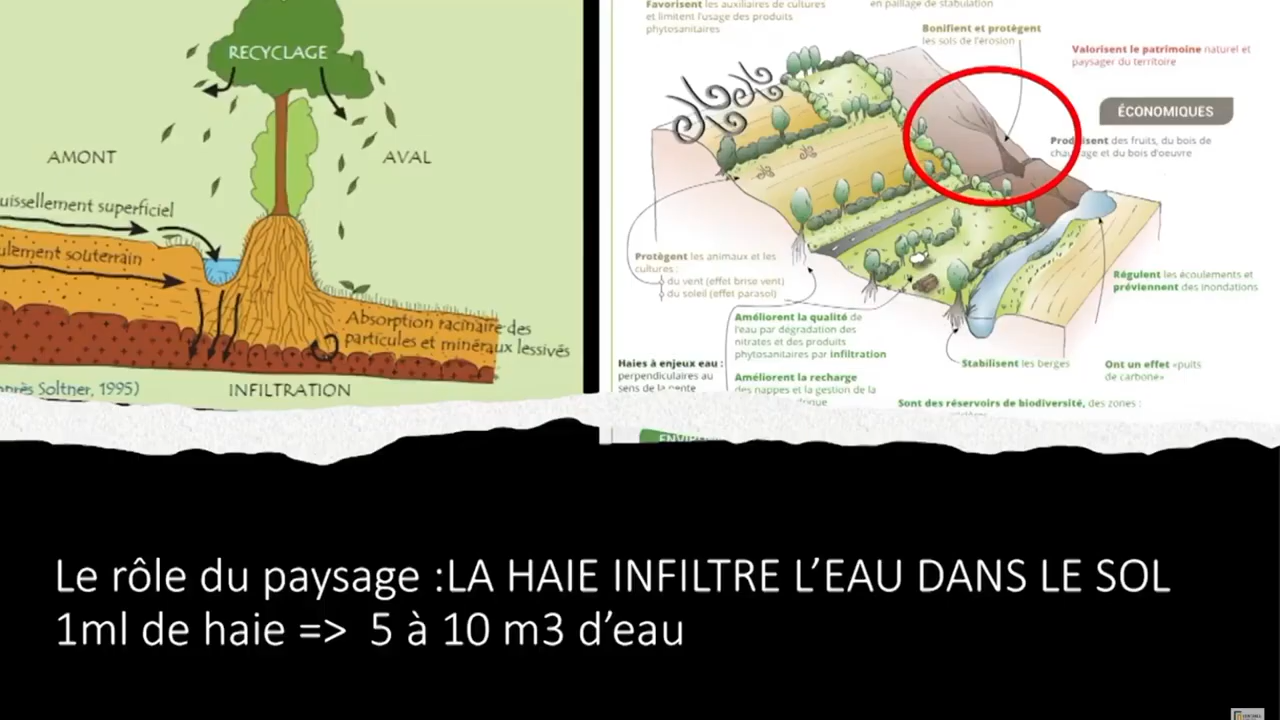 RECYCLAGE
AMONT
AVAL
uissellement superficiel
ulement souterrain
Absorption racinaire des
particules et minéraux lessivés
près Soltner, 1995)
INFILTRATION
Favorisent les auxiliaires de cultures
et limitent l'usage des produits
phytosanitaires
en paillage de stabulation
Bonifient et protègent
les sols de l'érosion
Valorisent le patrimoine naturel et
paysager du territoire
ÉCONOMIQUES
Produisent des fruits, du bois de
chauffage et du bois d'oeuvre
Protègent les animaux et les
cultures :
du vent (effet brise vent)
du soleil (effet parasol)
Régulent les écoulements et
préviennent des inondations
Améliorent la qualité de
l'eau par dégradation des
nitrates et des produits
phytosanitaires par infiltration
Haies à enjeux eau :
perpendiculaires au
sens de la pente
Améliorent la recharge
des nappes et la gestion de la
Stabilisent les berges
Ont un effet «puits
de carbone»
Sont des réservoirs de biodiversité, des zones :
Le rôle du paysage :LA HAIE INFILTRE L'EAU DANS LE SOL
1ml de haie => 5 à 10 m3 d'eau